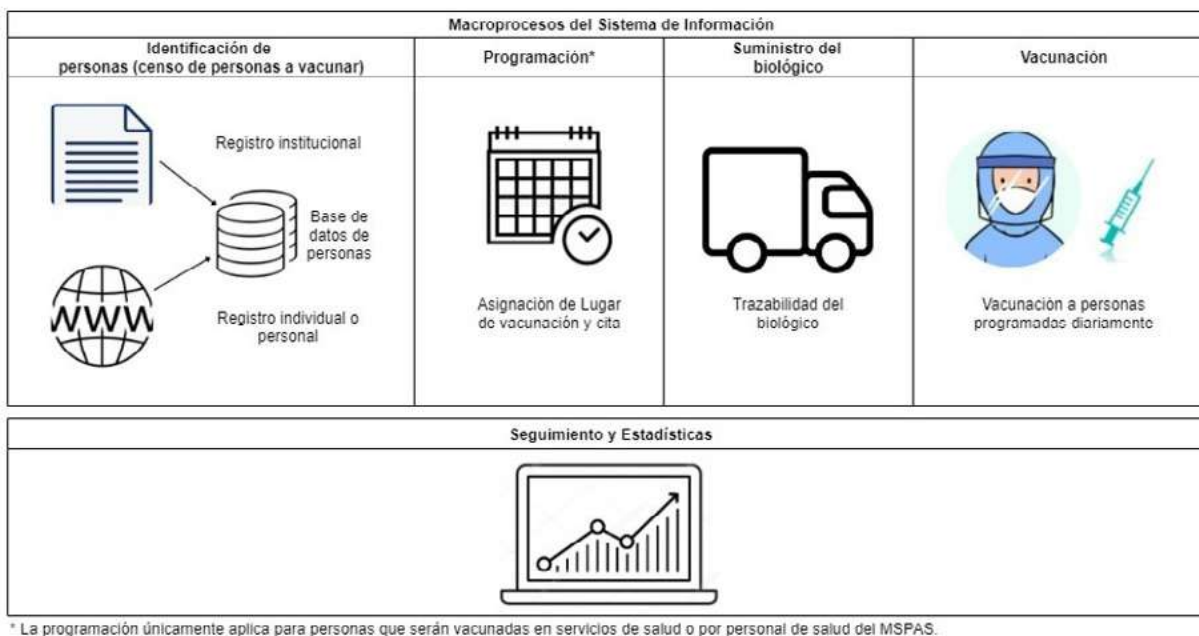 Macroprocesos del Sistema de Información
Identificación de
personas (censo de personas a vacunar)
Programación*
Suministro del
biológico
Vacunación
Registro institucional
Base de
datos de
personas
WWW
Registro individual o
personal
Asignación de Lugar
de vacunación y cita
Trazabilidad del
biológico
Vacunación a personas
programadas diariamente
Seguimiento y Estadísticas
* La programación únicamente aplica para personas que serán vacunadas en servicios de salud o por personal de salud del MSPAS.